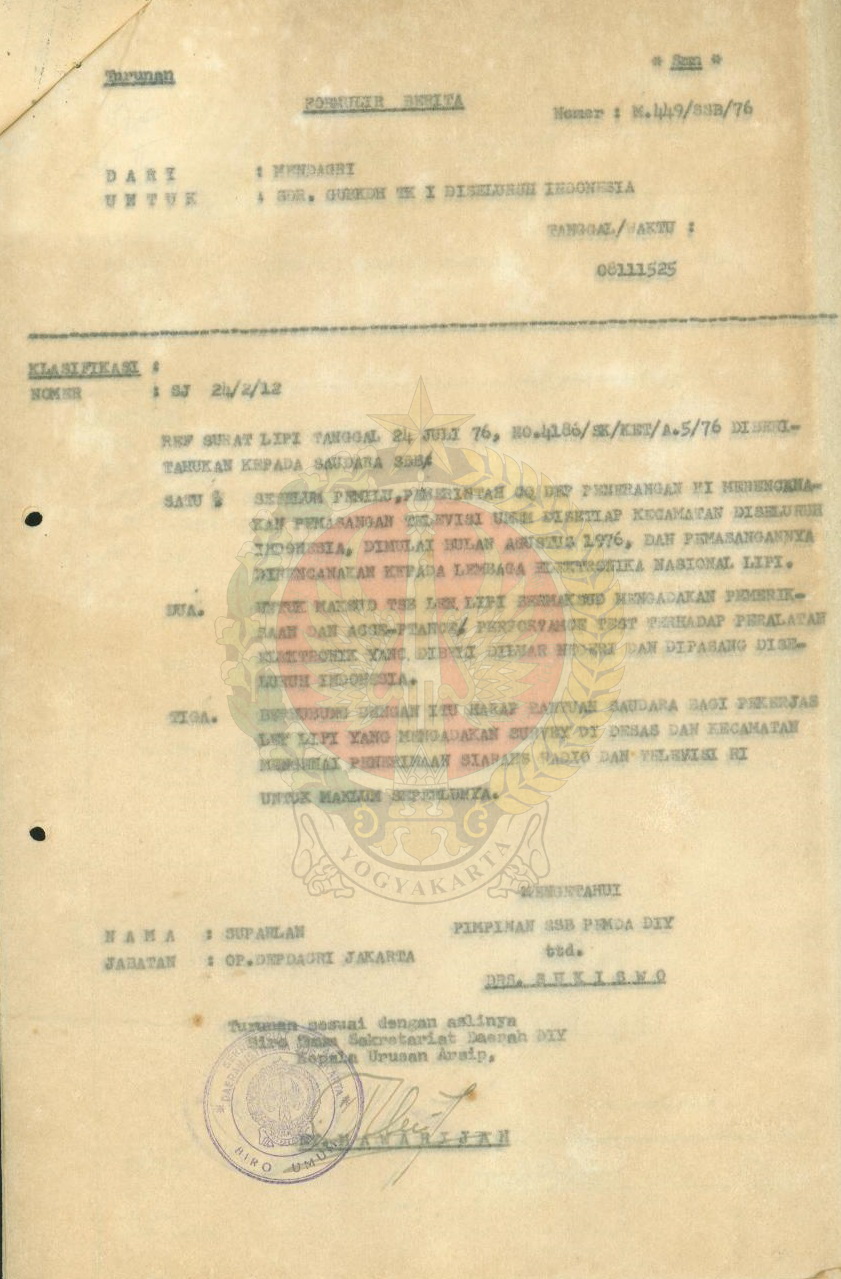 Turunan
* Smn *
FORMULIR BERITA
Nomer : M.449/SSB/76
D A R I : MENDAGRI
U N T U K : SDR. GUBKDH TK I DISELURUH INDONESIA
TANGGAL/WAKTU :
08111525
KLASIFIKASI :
NOMER : SJ 24/2/12
REF SURAT LIPI TANGGAL 24 JULI 76, NO.4186/SK/KET/A.5/76 DIBERI-
TAHUKAN KEPADA SAUDARA SBB
SATU : SEBELUM PEMILU, PEMERINTAH CQ DEP PENERANGAN RI MERENCANA-
KAN PEMASANGAN TELEVISI UMUM DISETIAP KECAMATAN DISELURUH
INDONESIA, DIMULAI BULAN AGUSTUS 1976, DAN PEMASANGANNYA
DIRENCANAKAN KEPADA LEMBAGA ELEKTRONIKA NASIONAL LIPI.
DUA. UNTUK MAKSUD TSB LEN LIPI BERMAKSUD MENGADAKAN PEMERIK-
SAAN DAN ACCE-PTANCE/ PERFORMANCE TEST TERHADAP PERALATAN
ELEKTRONIK YANG DIBELI DILUAR NEGERI DAN DIPASANG DISE-
LURUH INDONESIA.
TIGA. BERHUBUNG DENGAN ITU HARAP BANTUAN SAUDARA BAGI PEKERJAS
LEN LIPI YANG MENGADAKAN SURVEY DI DESAS DAN KECAMATAN
MENGENAI PENERIMAAN SIARANS RADIO DAN TELEVISI RI
UNTUK MAKLUM SEPERLUNYA.
YOGYAKARTA
MENGETAHUI
N A M A : SUPARLAN
PIMPINAN SSB PEMDA DIY
JABATAN : OP.DEPDAGRI JAKARTA
ttd.
DRS. S U K I S W O
Turunan sesuai dengan aslinya
Biro Umum Sekretariat Daerah DIY
Kepala Urusan Arsip,
M A W A R I J A H
BIRO UMUM